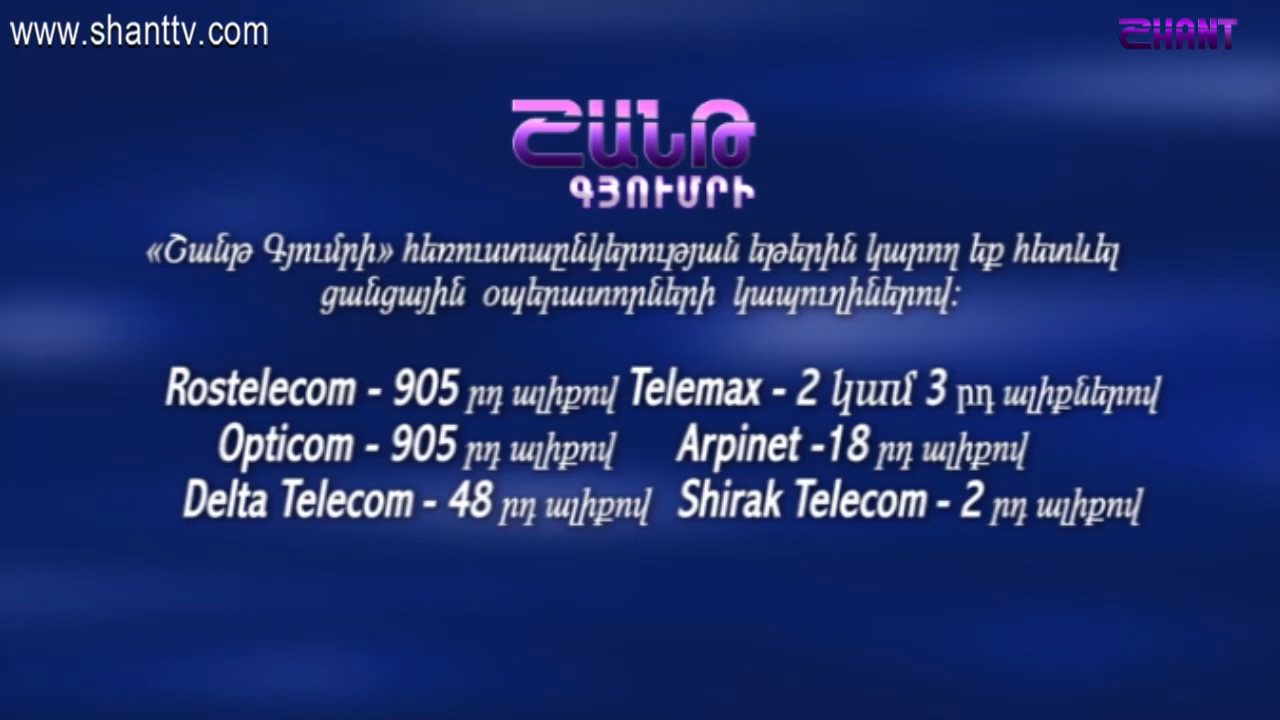 www.shanttv.com
SHANT
ՇԱՆԹ
ԳՅՈՒՄՐԻ
«Շանթ Գյումրի» հեռուստաընկերության եթերին կարող եք հետևել
ցանցային օպերատորների կապուղիներով:
Rostelecom - 905 րդ ալիքով Telemax - 2 կամ 3 րդ ալիքներով
Opticom - 905 րդ ալիքով Arpinet -18 րդ ալիքով
Delta Telecom - 48 րդ ալիքով Shirak Telecom - 2 րդ ալիքով